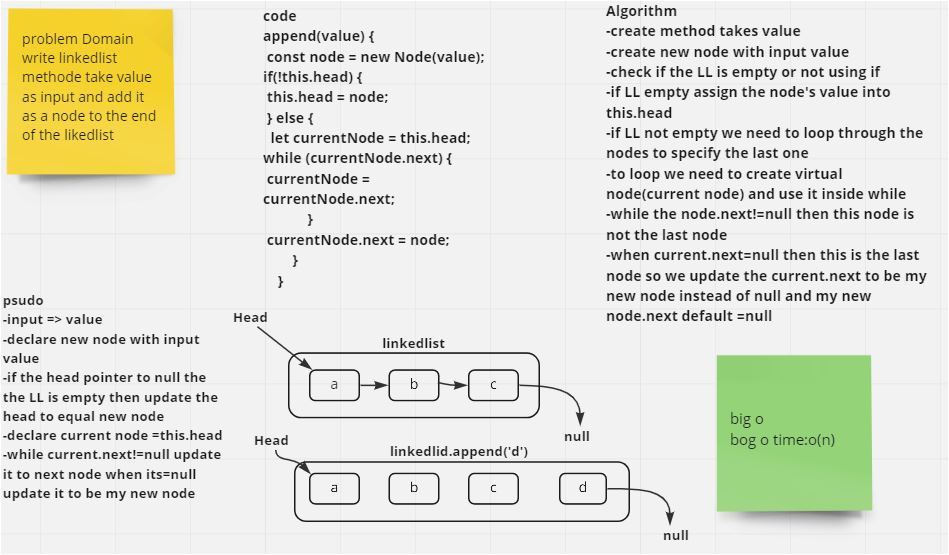 problem Domain
write linkedlist
methode take value
as input and add it
as a node to the end
of the likedlist
code
append(value) {
const node = new Node(value);
if(!this.head) {
this.head = node;
} else {
let currentNode = this.head;
while (currentNode.next) {
currentNode =
currentNode.next;
}
currentNode.next = node;
}
}
Algorithm
-create method takes value
-create new node with input value
-check if the LL is empty or not using if
-if LL empty assign the node's value into
this.head
-if LL not empty we need to loop through the
nodes to specify the last one
-to loop we need to create virtual
node(current node) and use it inside while
-while the node.next!=null then this node is
not the last node
-when current.next=null then this is the last
node so we update the current.next to be my
new node instead of null and my new
node.next default =null
psudo
-input => value
-declare new node with input
value
-if the head pointer to null the
the LL is empty then update the
head to equal new node
-declare current node =this.head
-while current.next!=null update
it to next node when its=null
update it to be my new node
Head
linkedlist
a b c
null
Head
linkedlid.append('d')
a b c d
null
big o
bog o time:o(n)